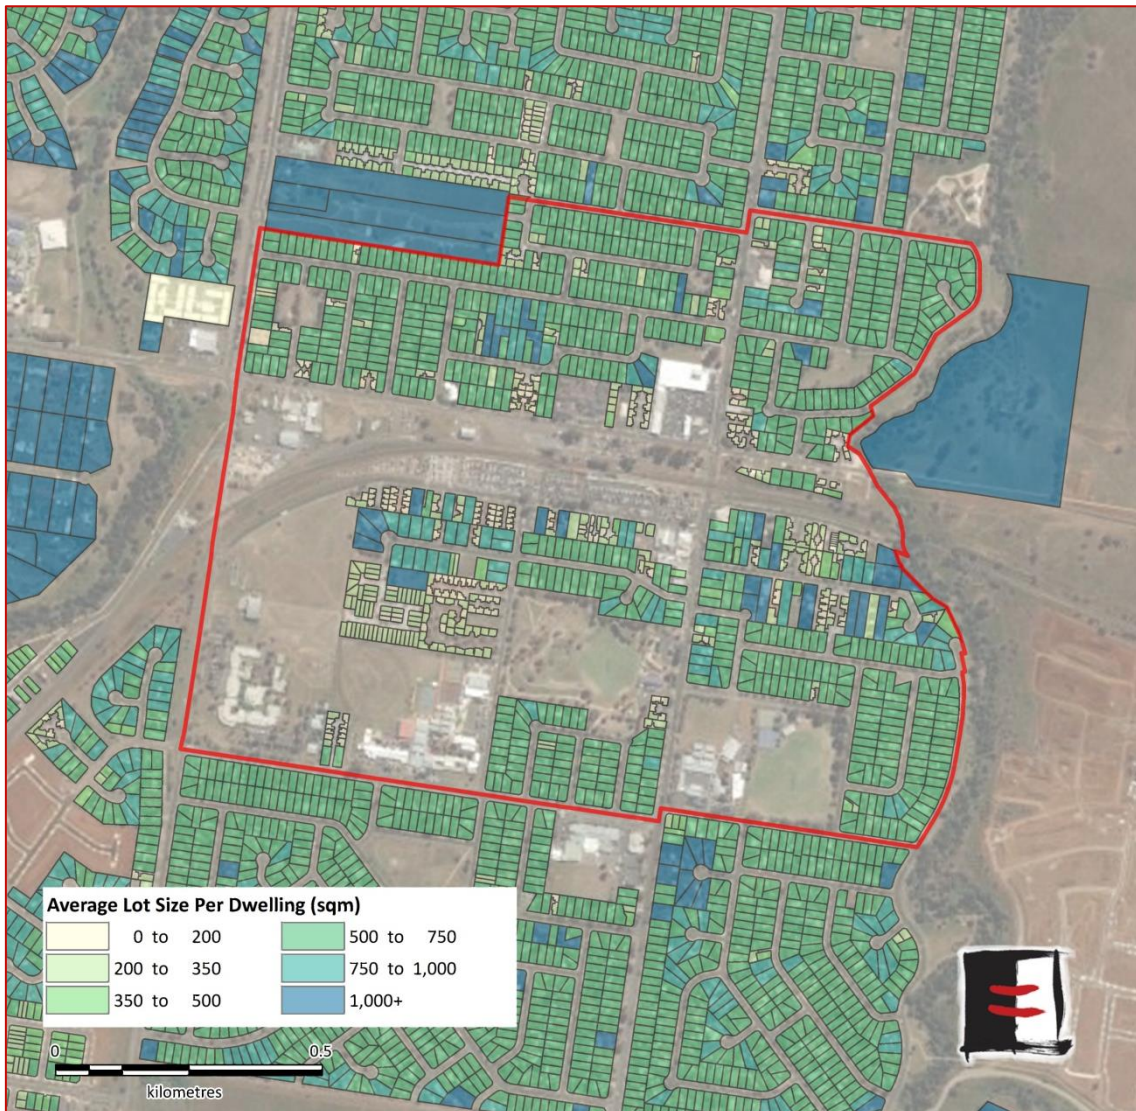 Average Lot Size Per Dwelling (sqm)
0 to 200
500 to 750
200 to 350
750 to 1,000
350 to 500
1,000+
0
0.5
kilometres